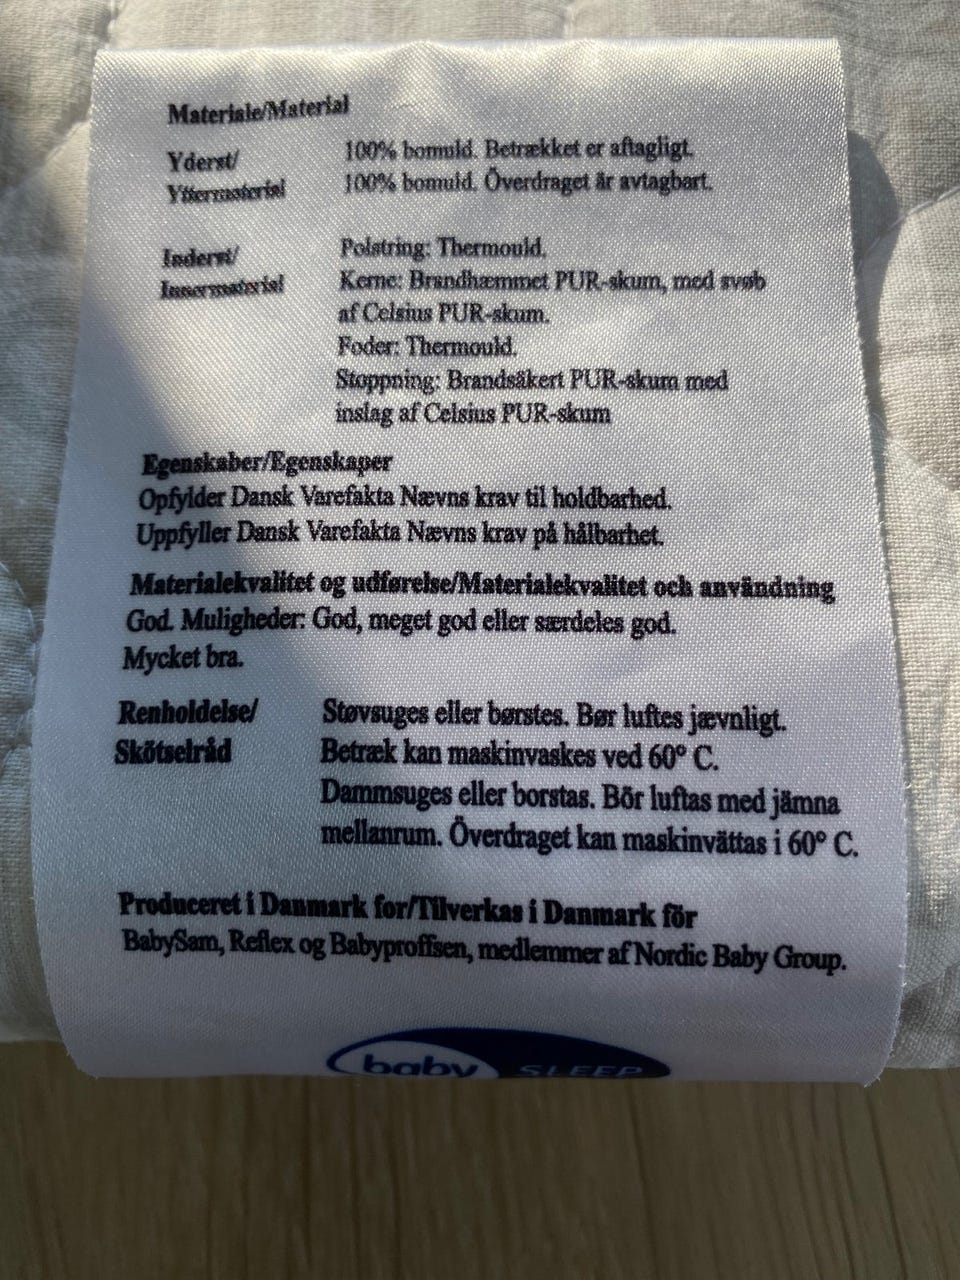 Materiale/Material
Yderst/ 100% bomuld. Betrækket er aftagligt.
Yttermaterial 100% bomuld. Överdraget är avtagbart.
Inderst/ Polstring: Thermould.
Innermaterial Kerne: Brandhæmmet PUR-skum, med svøb
af Celsius PUR-skum.
Foder: Thermould.
Stoppning: Brandsäkert PUR-skum med
inslag af Celsius PUR-skum
Egenskaber/Egenskaper
Opfylder Dansk Varefakta Nævns krav til holdbarhed.
Uppfyller Dansk Varefakta Nævns krav på hålbarhet.
Materialekvalitet og udførelse/Materialekvalitet och användning
God. Muligheder: God, meget god eller særdeles god.
Mycket bra.
Renholdelse/ Støvsuges eller børstes. Bør luftes jævnligt.
Skötselråd Betræk kan maskinvaskes ved 60° C.
Dammsuges eller borstas. Bör luftas med jämna
mellanrum. Överdraget kan maskinvättas i 60° C.
Produceret i Danmark for/Tilverkas i Danmark för
BabySam, Reflex og Babyproffsen, medlemmer af Nordic Baby Group.
baby SLEEP